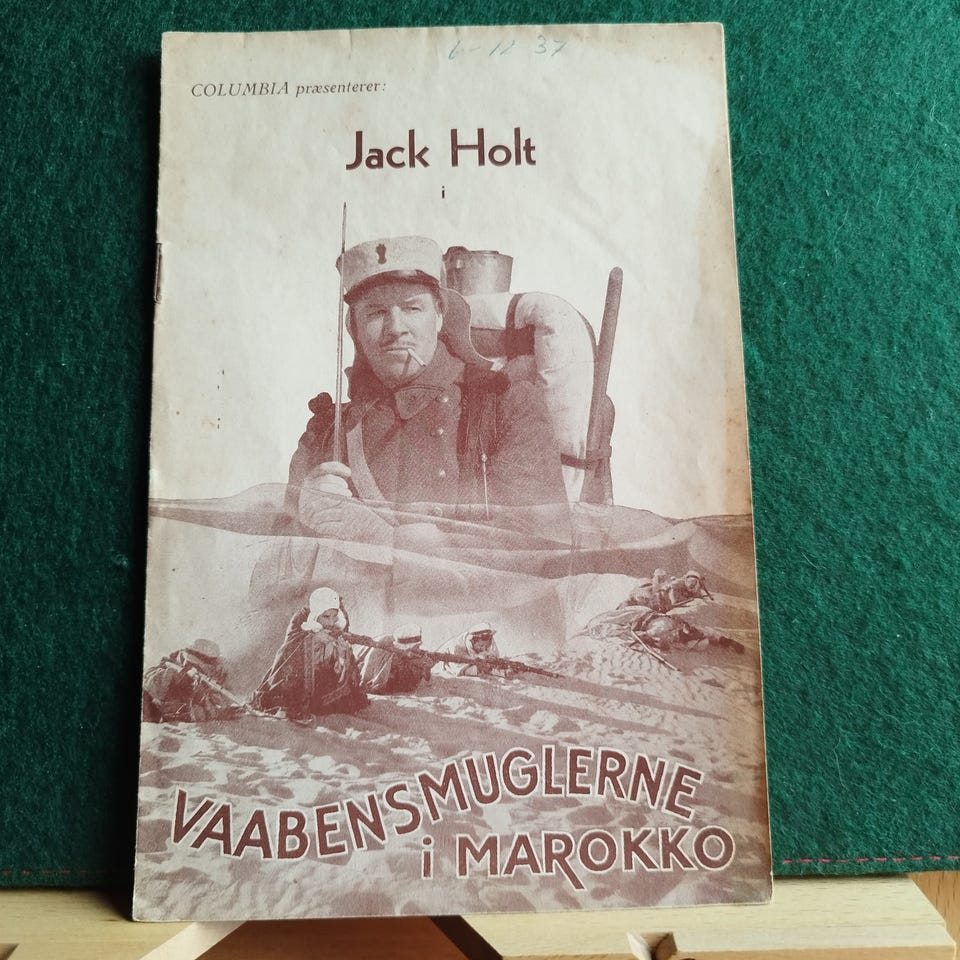 6-12 37
COLUMBIA præsenterer:
Jack Holt
i
VAABENSMUGLERNE
i MAROKKO